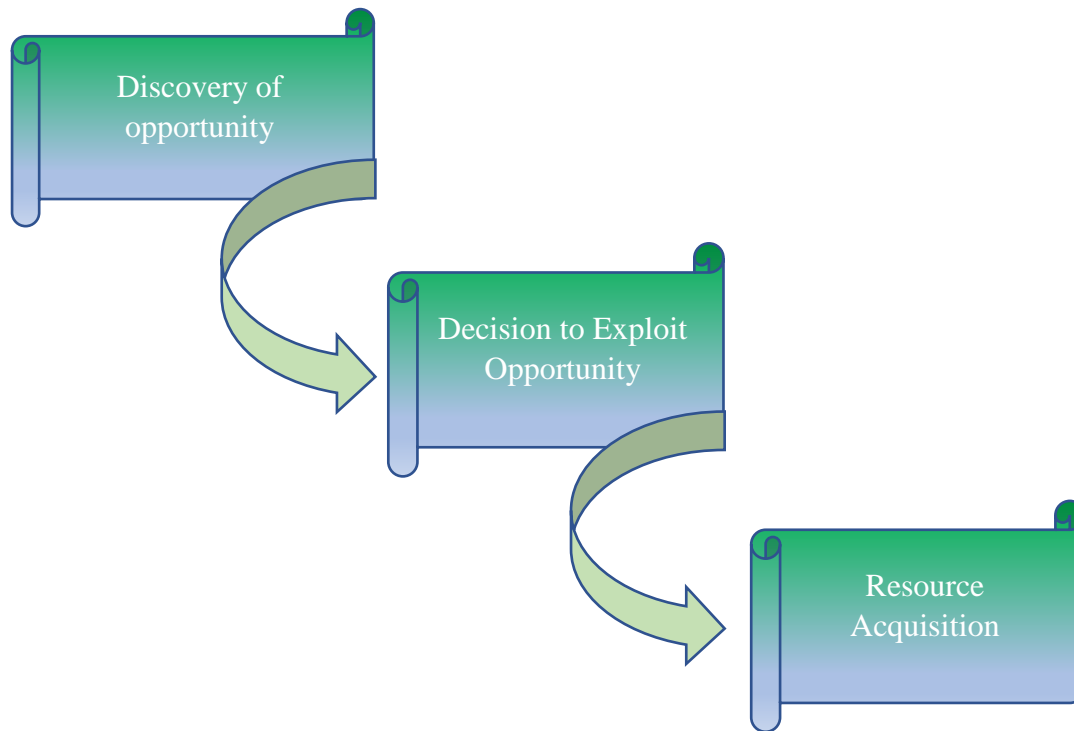 Discovery of
opportunity
Decision to Exploit
Opportunity
Resource
Acquisition